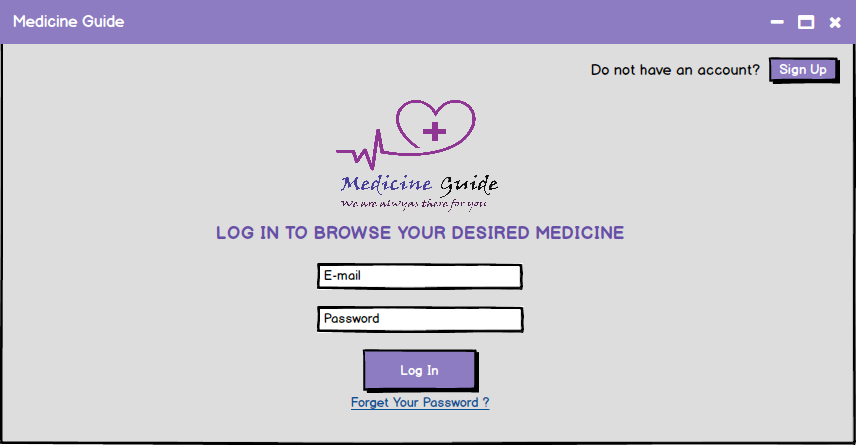 Medicine Guide
Do not have an account? Sign Up
Medicine Guide
We are alwyas there for you
LOG IN TO BROWSE YOUR DESIRED MEDICINE
E-mail
Password
Log In
Forget Your Password ?